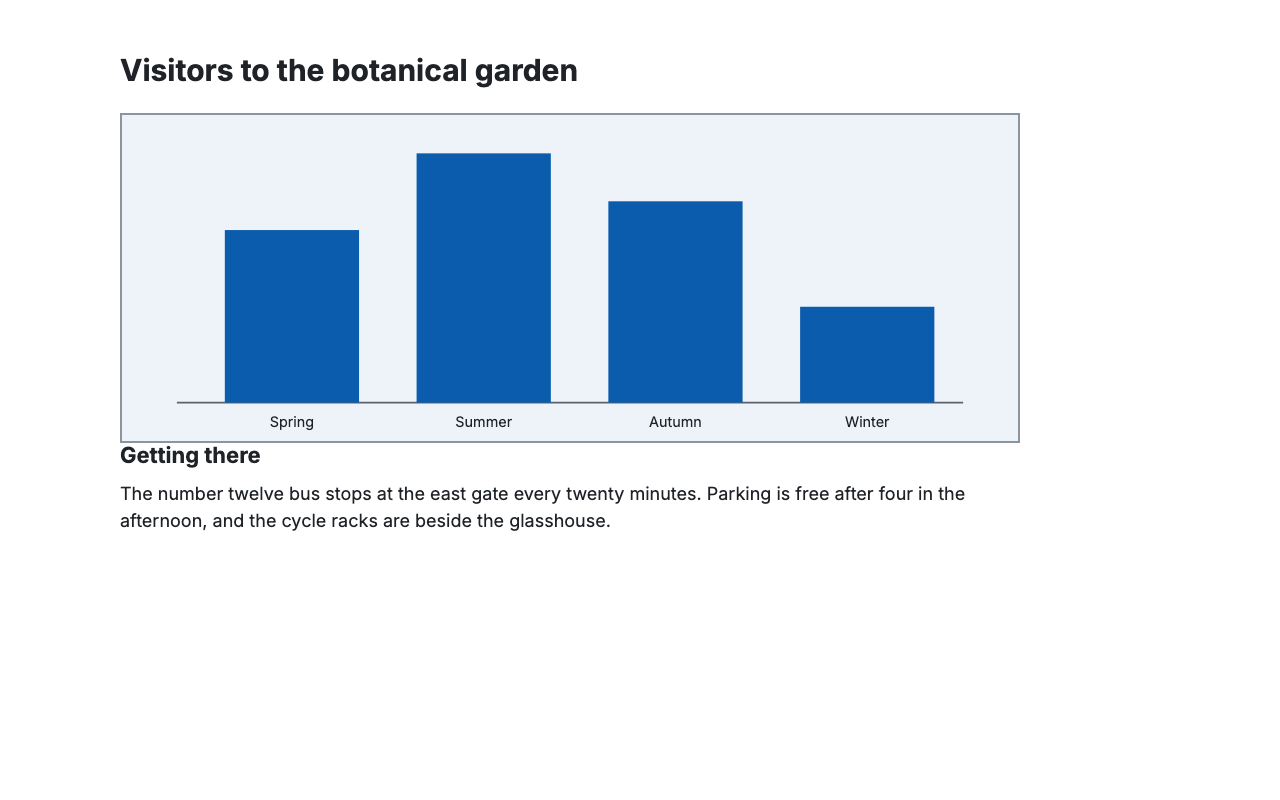 Visitors to the botanical garden
Spring Summer Autumn Winter
Getting there
The number twelve bus stops at the east gate every twenty minutes. Parking is free after four in the
afternoon, and the cycle racks are beside the glasshouse.